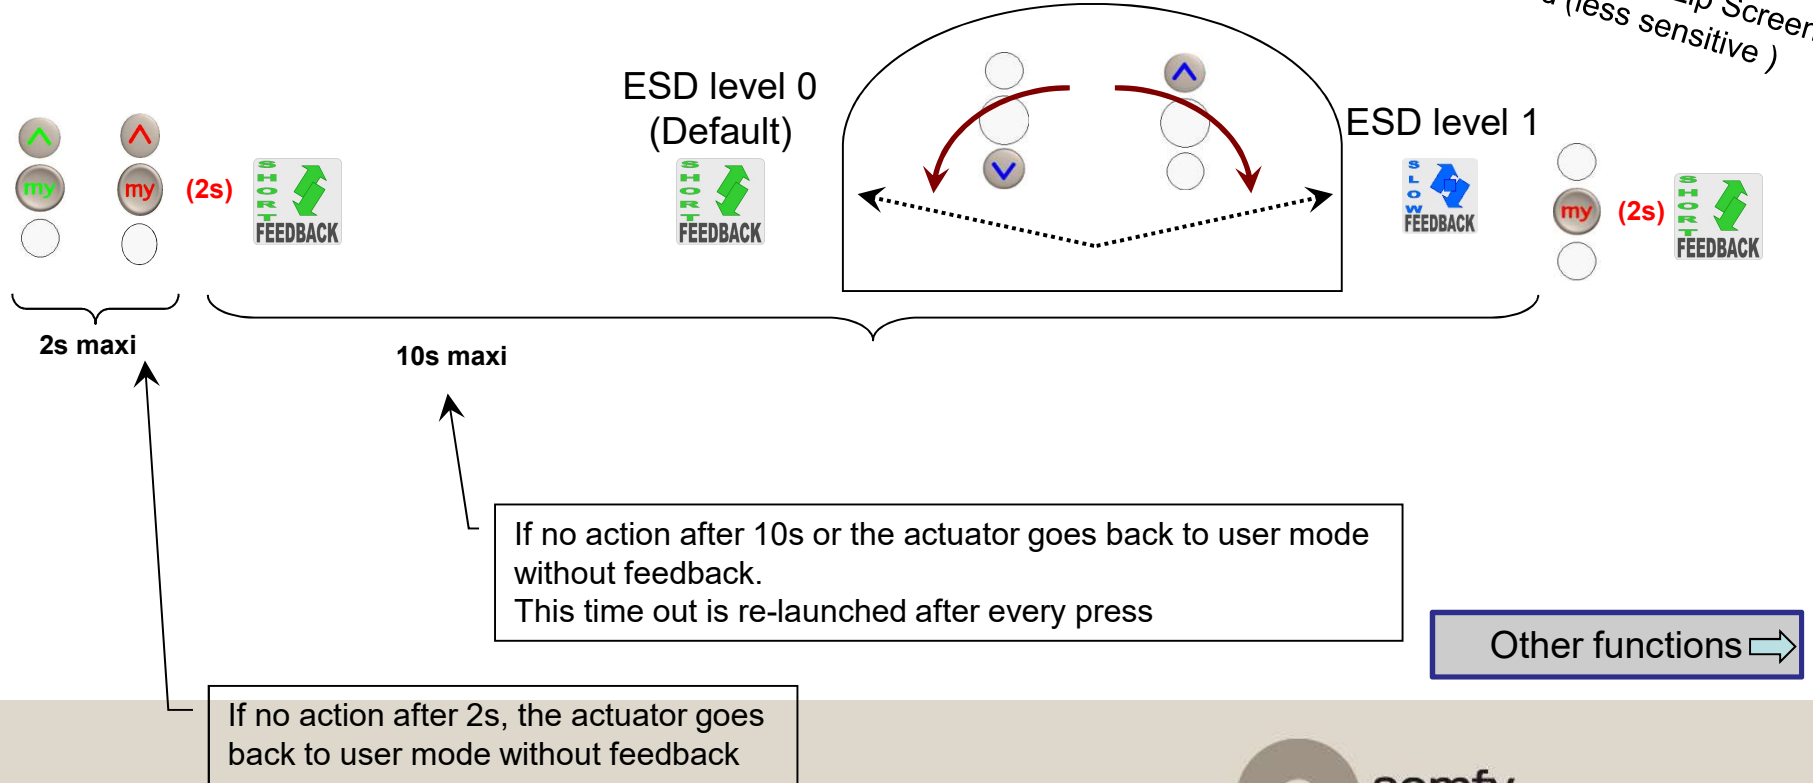 Zip Screen
(less sensitive )
ESD level 0
(Default)
ESD level 1
my
my
(2s)
SHORT
FEEDBACK
SHORT
FEEDBACK
SLOW
FEEDBACK
my
(2s)
SHORT
FEEDBACK
2s maxi
10s maxi
If no action after 10s or the actuator goes back to user mode
without feedback.
This time out is re-launched after every press
Other functions
If no action after 2s, the actuator goes
back to user mode without feedback
somfy